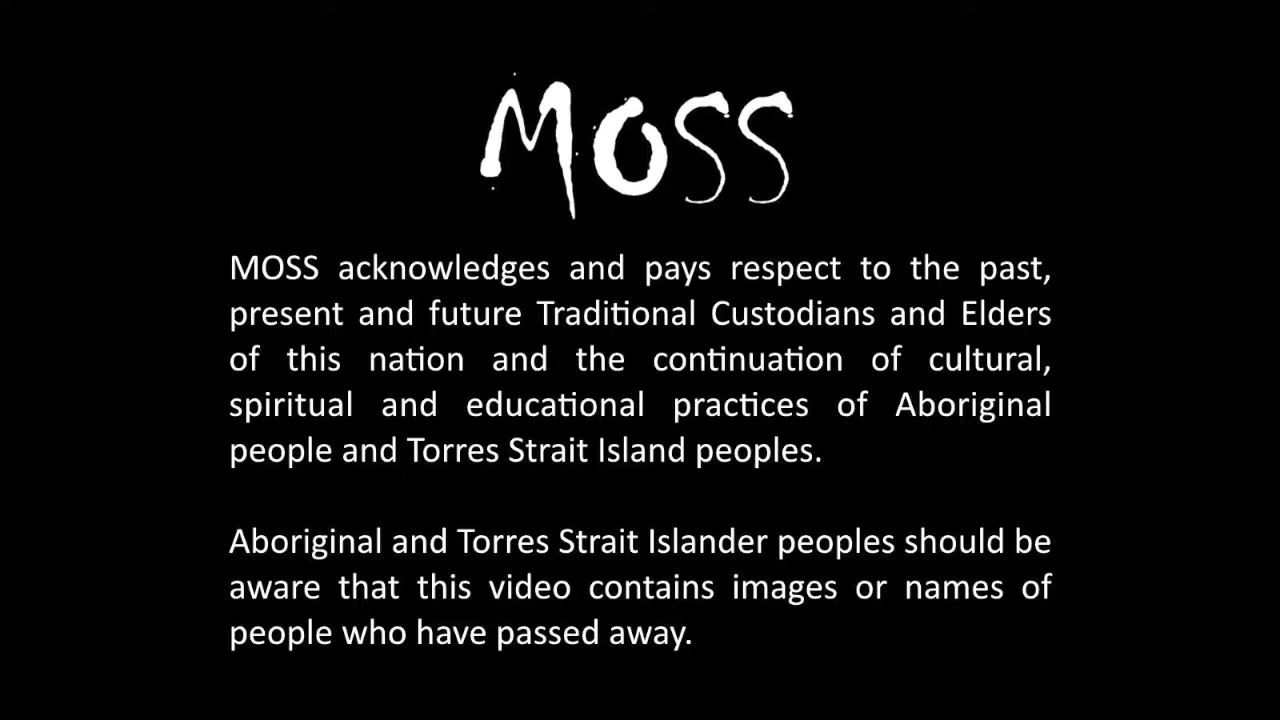 MOSS
MOSS acknowledges and pays respect to the past,
present and future Traditional Custodians and Elders
of this nation and the continuation of cultural,
spiritual and educational practices of Aboriginal
people and Torres Strait Island peoples.
Aboriginal and Torres Strait Islander peoples should be
aware that this video contains images or names of
people who have passed away.